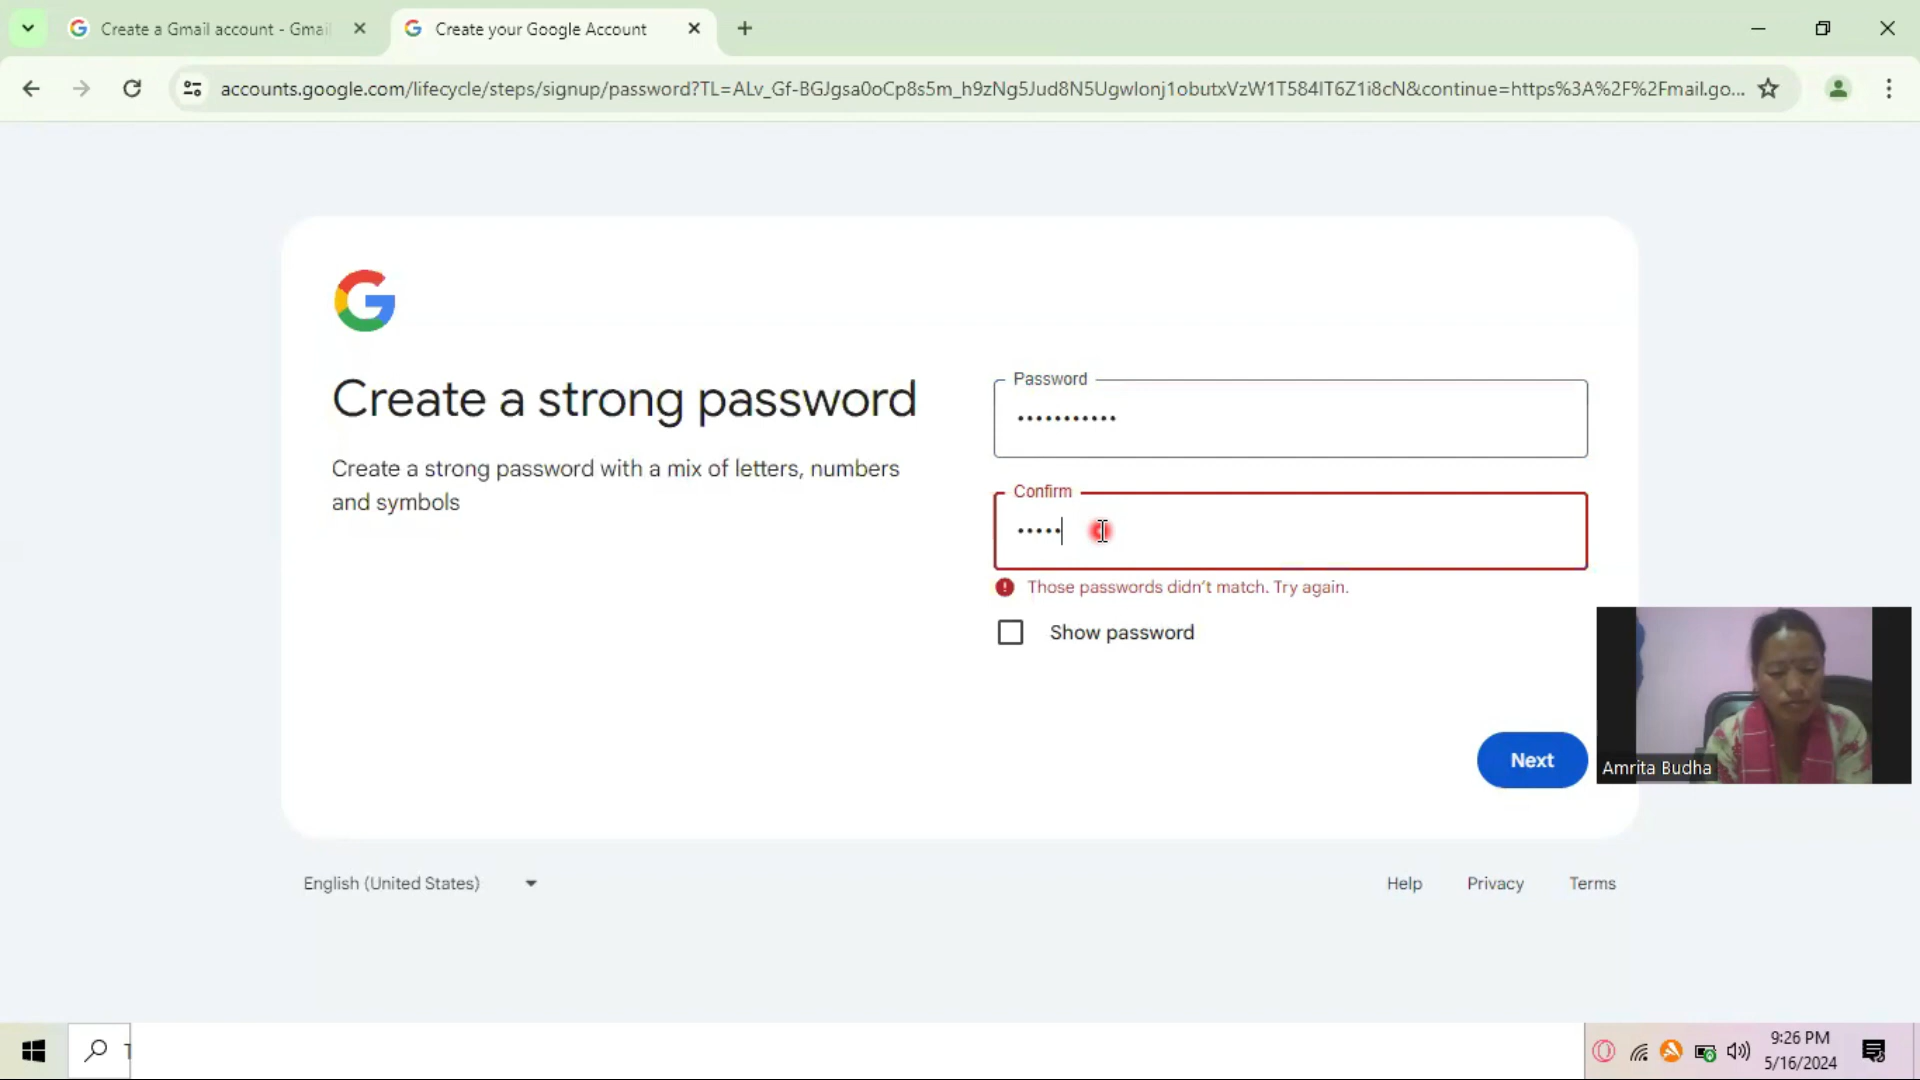 Create a Gmail account - Gmai
Create your Google Account
accounts.google.com/lifecycle/steps/signup/password?TL=ALv_Gf-BGJgsa0oCp8s5m_h9zNg5Jud8N5UgwIonj1obutxVzW1T584IT6Z1i8cN&continue=https%3A%2F%2Fmail.go...
Create a strong password
Create a strong password with a mix of letters, numbers
and symbols
Password
•••••••••••
Confirm
•••••
Those passwords didn't match. Try again.
Show password
Next
Amrita Budha
English (United States)
Help Privacy Terms
9:26 PM
5/16/2024